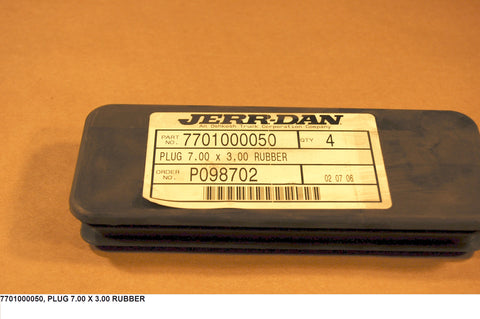 JERR-DAN
An Oshkosh Truck Corporation Company
PART NO. 7701000050 QTY 4
PLUG 7.00 x 3.00 RUBBER
ORDER NO. P098702 02 07 06
7701000050, PLUG 7.00 X 3.00 RUBBER